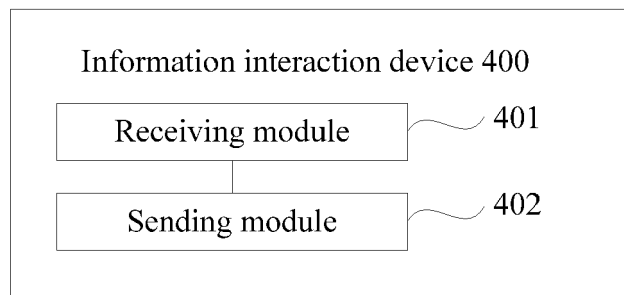 Information interaction device 400
Receiving module
401
Sending module
402